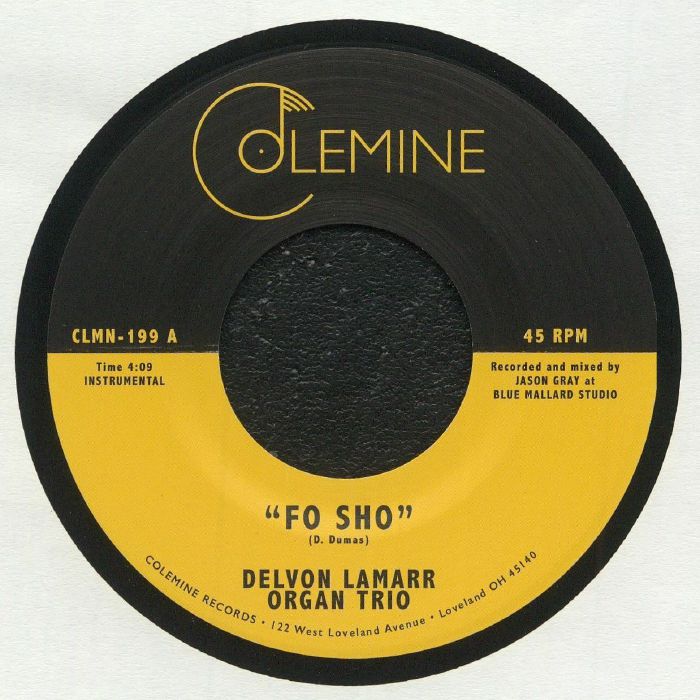 COLEMINE
CLMN-199 A
45 RPM
Time 4:09
INSTRUMENTAL
Recorded and mixed by
JASON GRAY at
BLUE MALLARD STUDIO
"FO SHO"
(D. Dumas)
DELVON LAMARR
ORGAN TRIO
COLEMINE RECORDS • 122 West Loveland Avenue • Loveland OH 45140